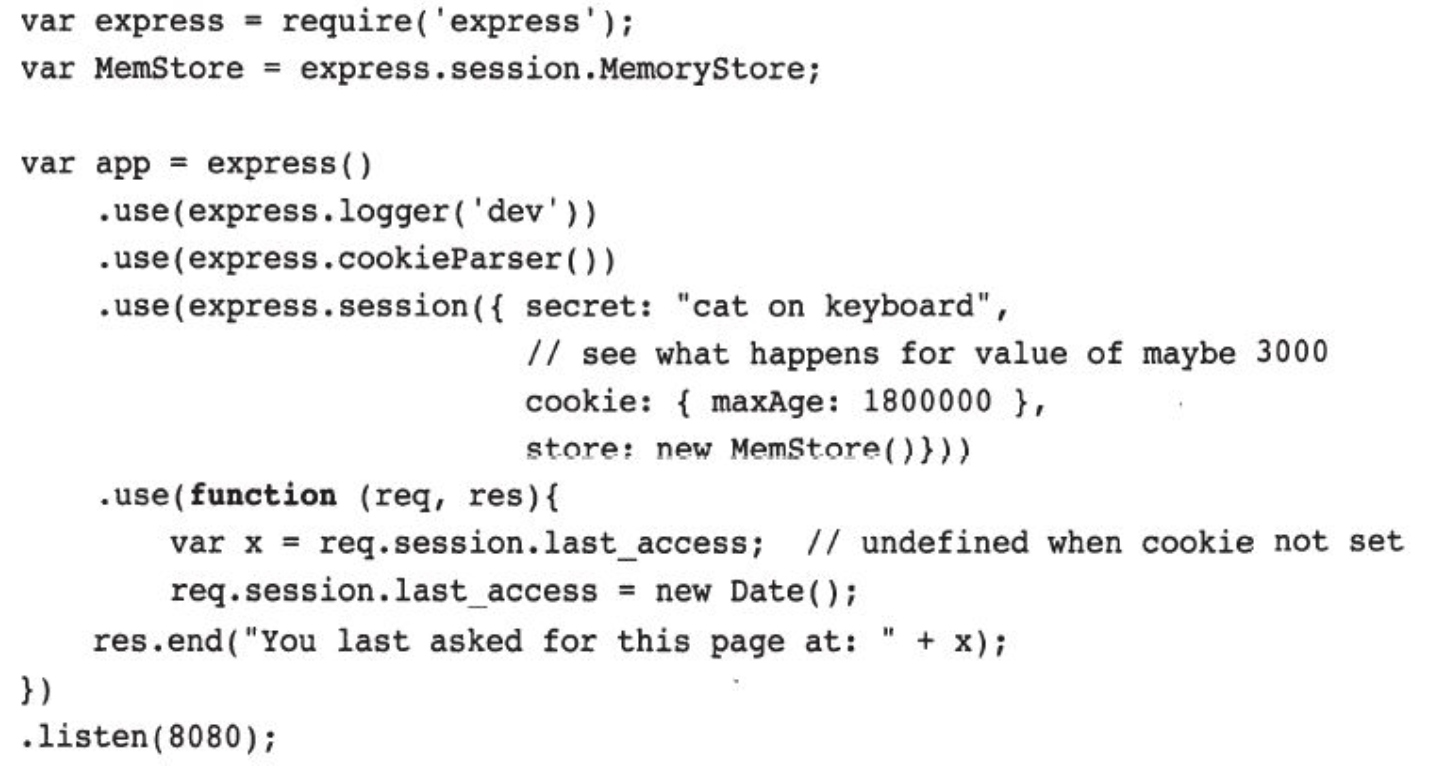 var express = require('express');
var MemStore = express.session.MemoryStore;
var app = express()
.use(express.logger('dev'))
.use(express.cookieParser())
.use(express.session({ secret: "cat on keyboard",
// see what happens for value of maybe 3000
cookie: { maxAge: 1800000 },
store: new MemStore()}))
.use(function (req, res){
var x = req.session.last_access; // undefined when cookie not set
req.session.last_access = new Date();
res.end("You last asked for this page at: " + x);
})
.listen(8080);